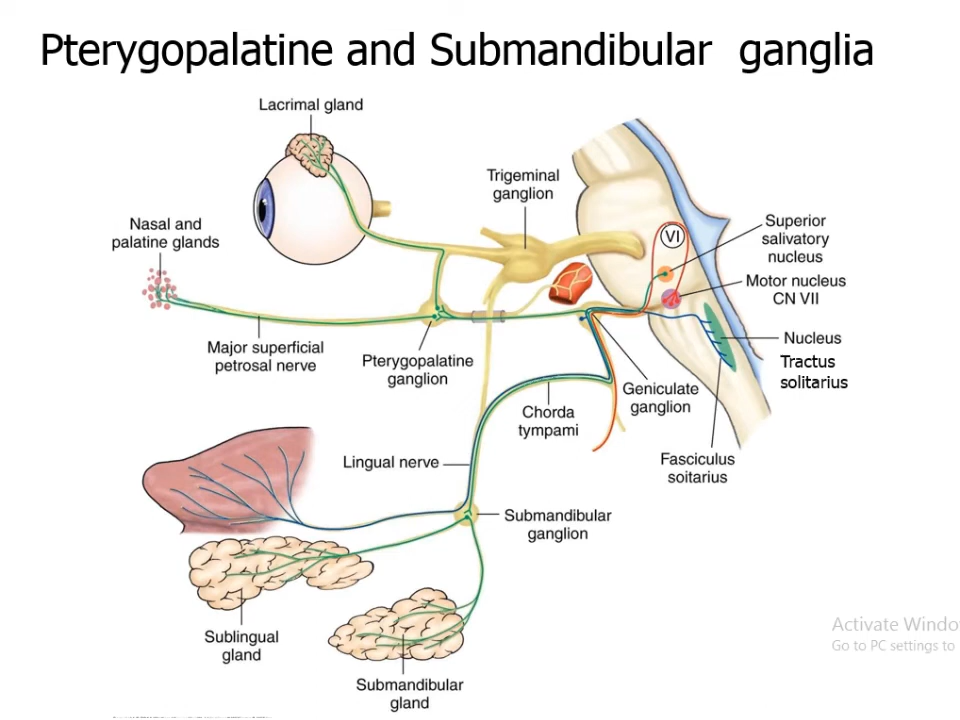 Pterygopalatine and Submandibular ganglia
Lacrimal gland
Trigeminal
ganglion
Nasal and
palatine glands
VI
Superior
salivatory
nucleus
Motor nucleus
CN VII
Nucleus
Tractus
solitarius
Major superficial
petrosal nerve
Pterygopalatine
ganglion
Geniculate
ganglion
Chorda
tympami
Lingual nerve
Fasciculus
soitarius
Submandibular
ganglion
Sublingual
gland
Submandibular
gland
Activate Windo
Go to PC settings to